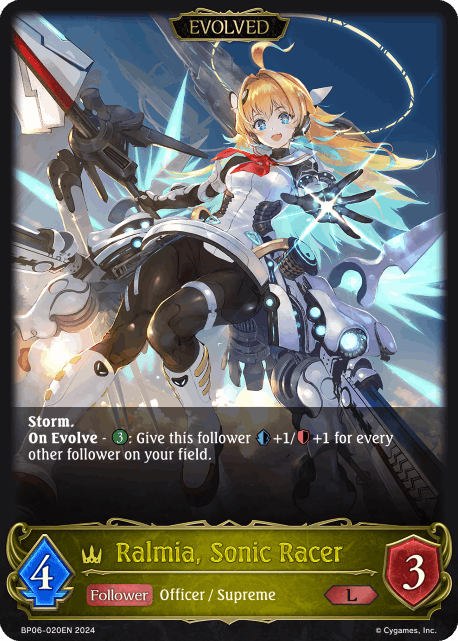 EVOLVED
Storm.
On Evolve - 3: Give this follower +1/ +1 for every
other follower on your field.
Ralmia, Sonic Racer
4
Follower Officer / Supreme L
3
BP06-020EN 2024 © Cygames, Inc.